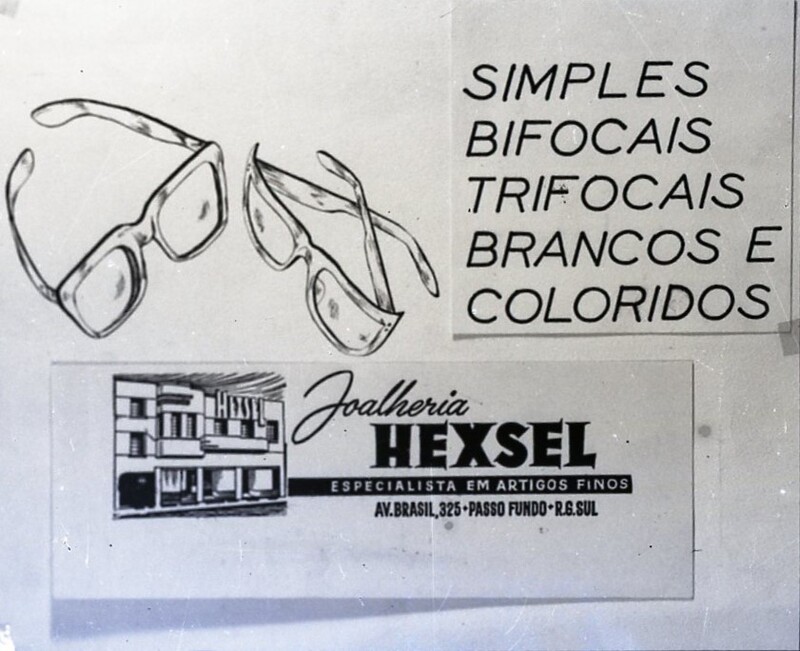 SIMPLES
BIFOCAIS
TRIFOCAIS
BRANCOS E
COLORIDOS
HEXSEL
Joalheria
HEXSEL
ESPECIALISTA EM ARTIGOS FINOS
AV. BRASIL, 325 • PASSO FUNDO • R.G. SUL